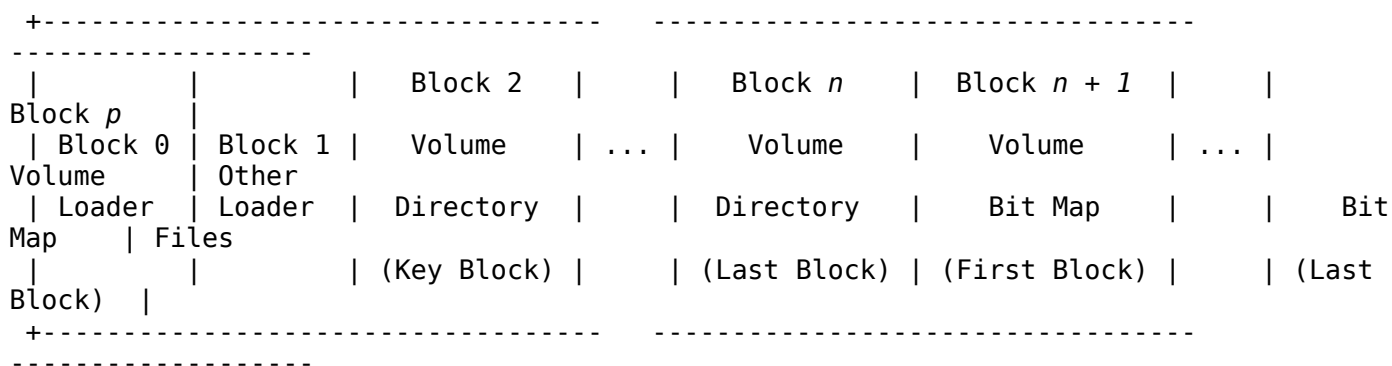 +---------------------------------- ---------------------------------
-------------------
| | | Block 2 | | Block n | Block n + 1 | |
Block p |
| Block 0 | Block 1 | Volume | ... | Volume | Volume | ... |
Volume | Other
| Loader | Loader | Directory | | Directory | Bit Map | | Bit
Map | Files
| | | (Key Block) | | (Last Block) | (First Block) | | (Last
Block) |
+---------------------------------- ---------------------------------
-------------------